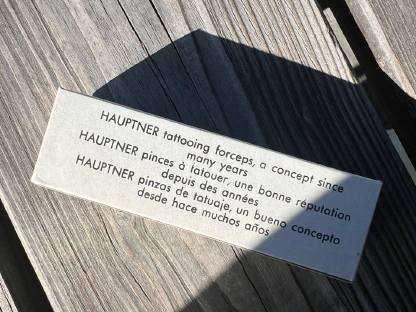 HAUPTNER tattooing forceps, a concept since
many years
HAUPTNER pinces à tatouer, une bonne réputation
depuis des années
HAUPTNER pinzas de tatuaje, un bueno concepto
desde hace muchos años